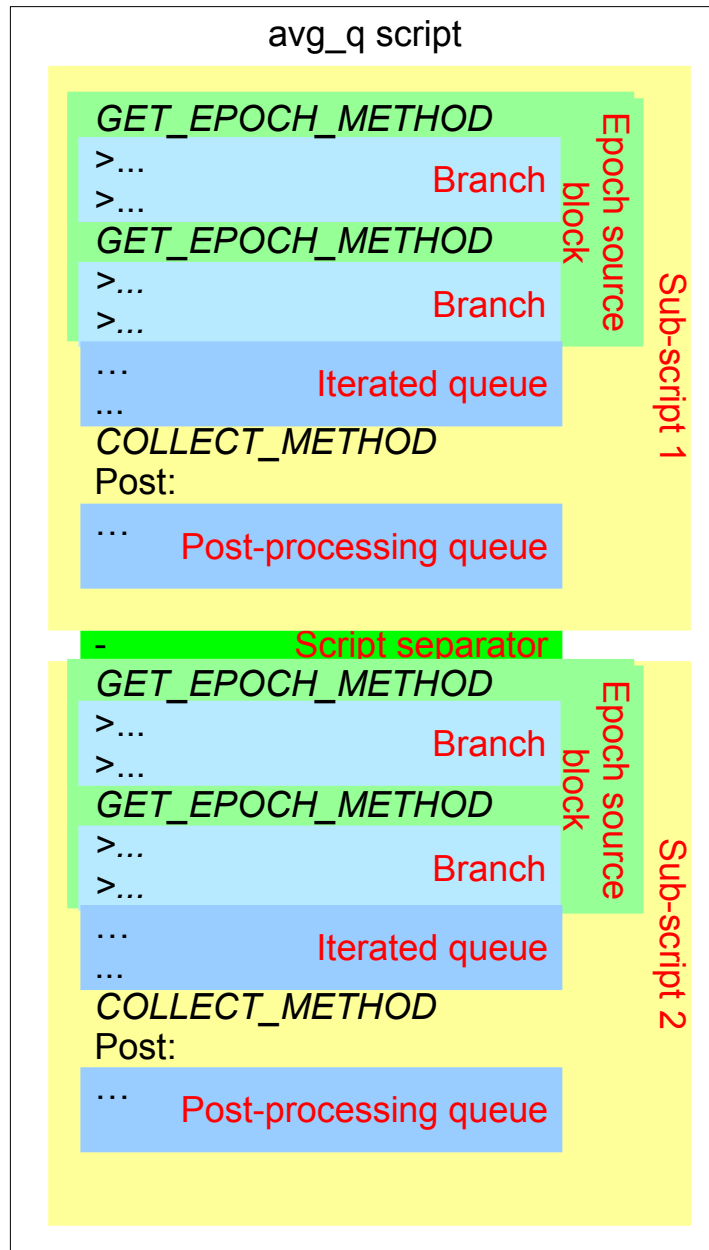 avg_q script
GET_EPOCH_METHOD
>...
>...
Branch
GET_EPOCH_METHOD
>...
>...
Branch
Epoch source
block
...
...
Iterated queue
COLLECT_METHOD
Post:
...
Post-processing queue
Sub-script 1
-
Script separator
GET_EPOCH_METHOD
>...
>...
Branch
GET_EPOCH_METHOD
>...
>...
Branch
Epoch source
block
...
...
Iterated queue
COLLECT_METHOD
Post:
...
Post-processing queue
Sub-script 2